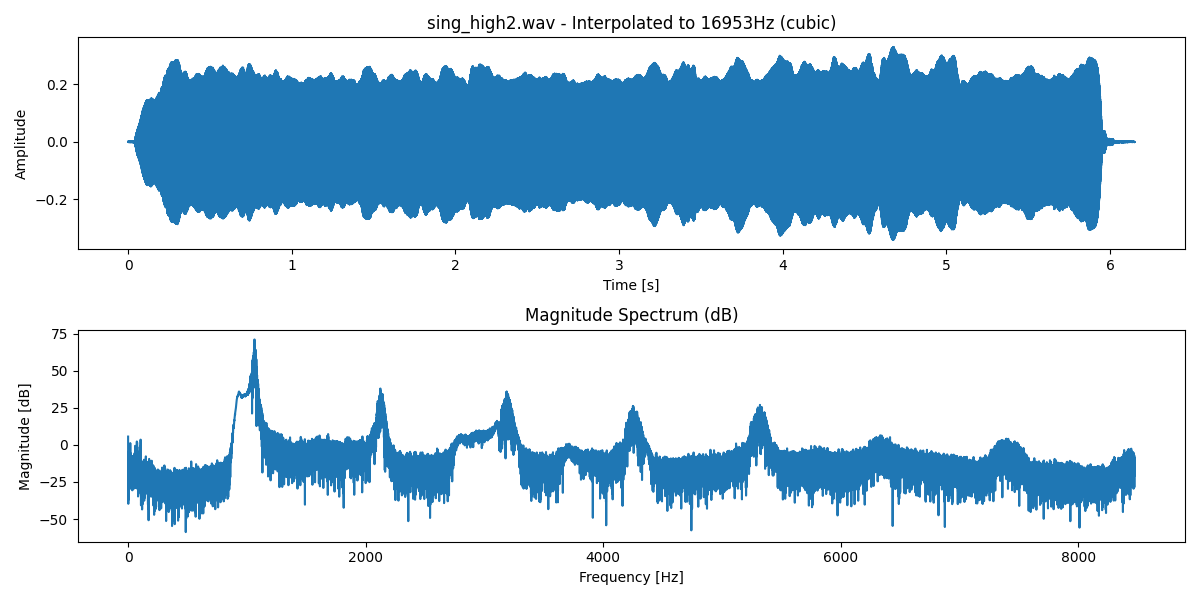 sing_high2.wav - Interpolated to 16953Hz (cubic)
Amplitude
0.2
0.0
−0.2
0 1 2 3 4 5 6
Time [s]
Magnitude Spectrum (dB)
Magnitude [dB]
75
50
25
0
−25
−50
0 2000 4000 6000 8000
Frequency [Hz]